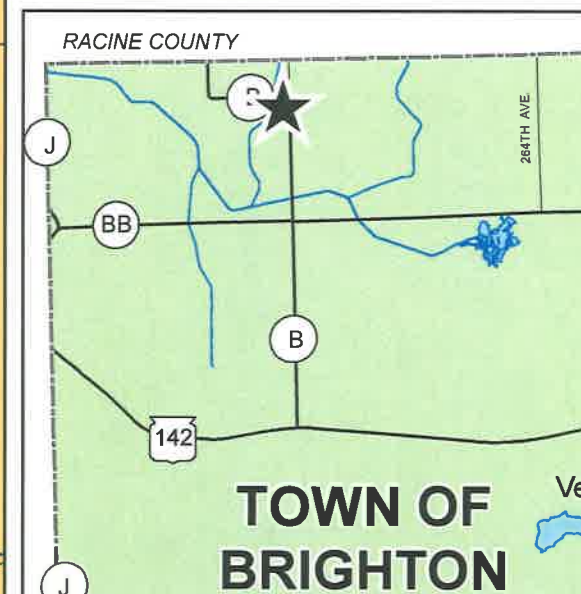 RACINE COUNTY
264TH AVE.
J
BB
B
142
TOWN OF
BRIGHTON
J